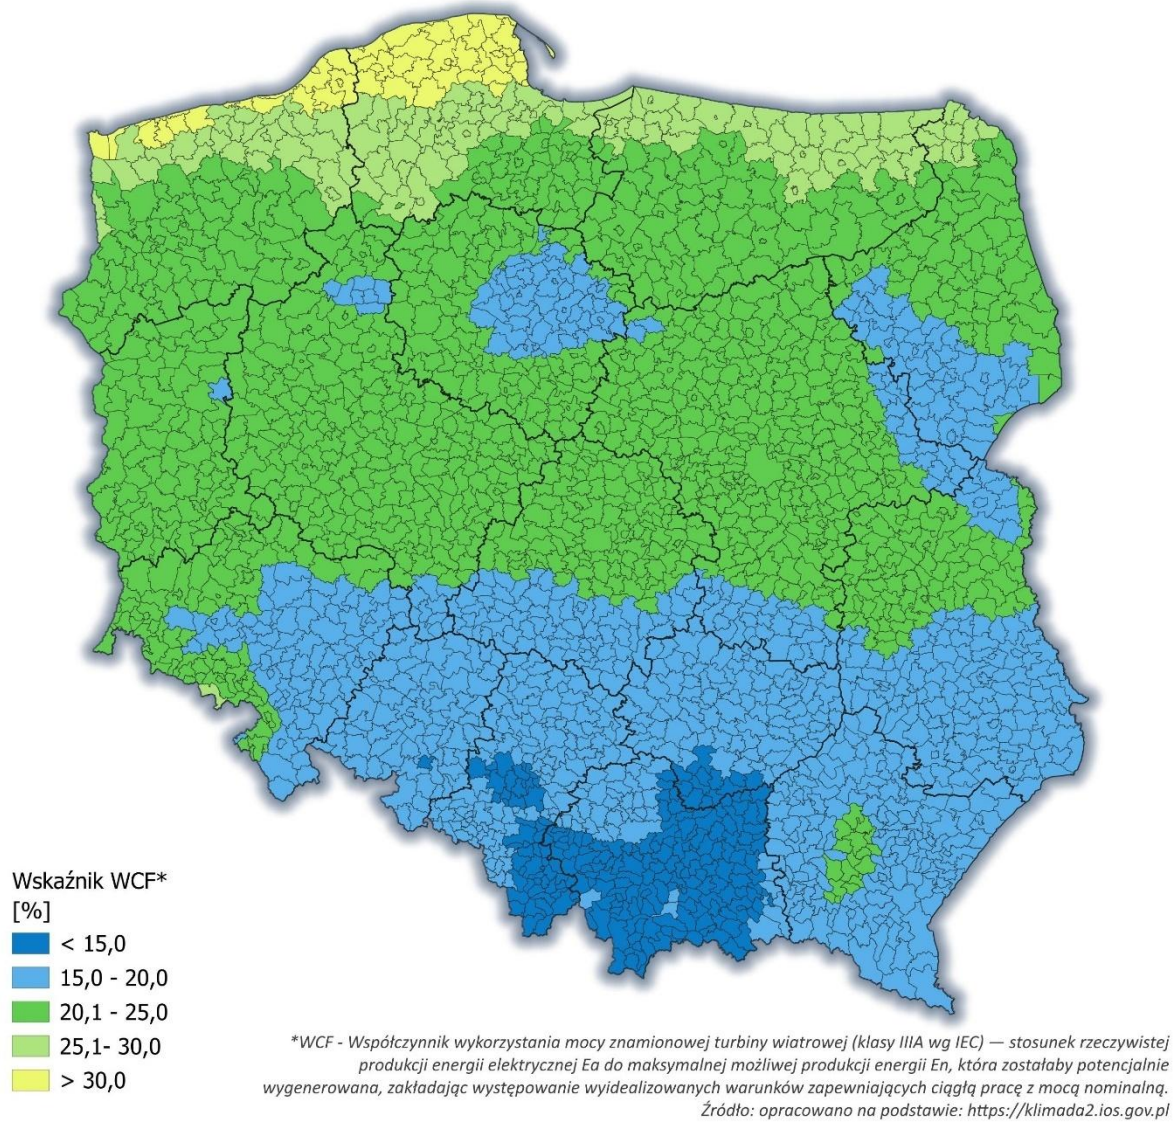 Wskaźnik WCF*
[%]
< 15,0
15,0 - 20,0
20,1 - 25,0
25,1- 30,0
> 30,0
*WCF - Współczynnik wykorzystania mocy znamionowej turbiny wiatrowej (klasy IIIA wg IEC) — stosunek rzeczywistej
produkcji energii elektrycznej Ea do maksymalnej możliwej produkcji energii En, która zostałaby potencjalnie
wygenerowana, zakładając występowanie wyidealizowanych warunków zapewniających ciągłą pracę z mocą nominalną.
Źródło: opracowano na podstawie: https://klimada2.ios.gov.pl